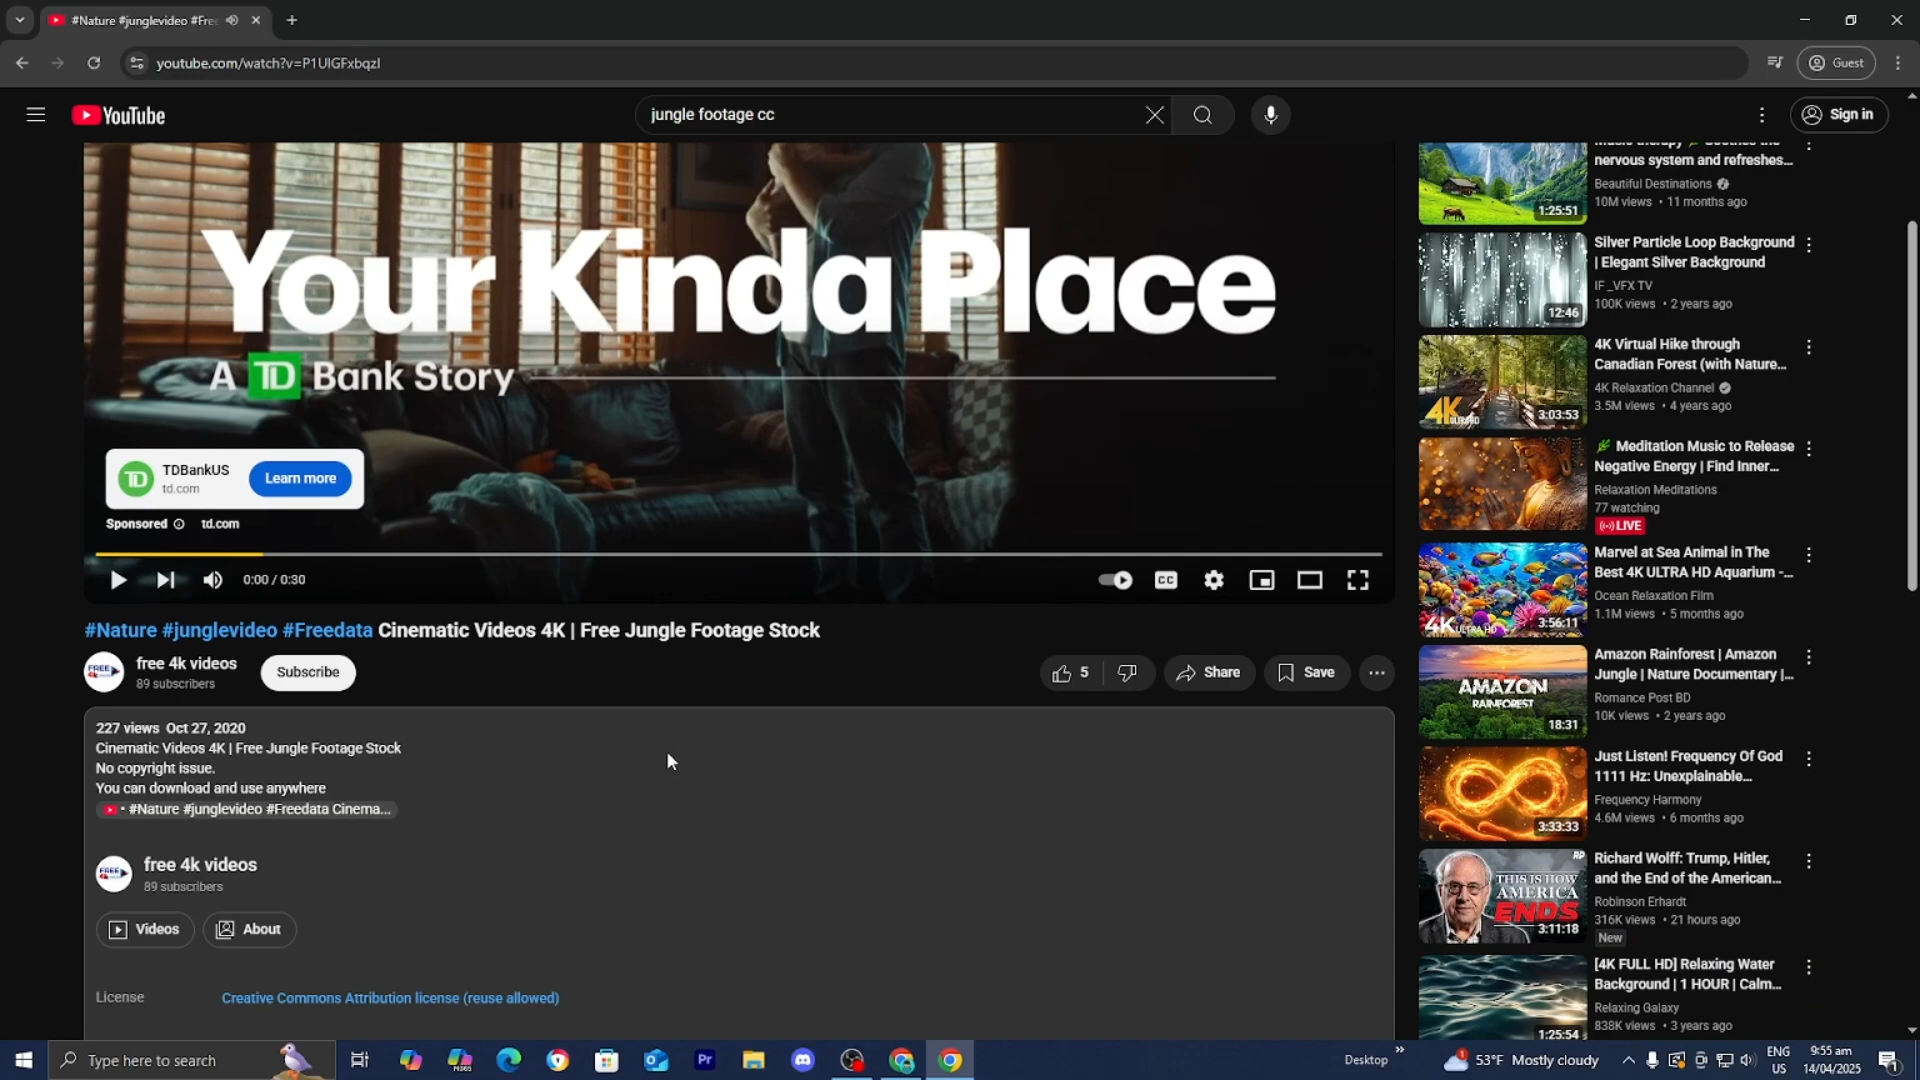 #Nature #junglevideo #Free
youtube.com/watch?v=P1UIGFxbqzI
Guest
YouTube
jungle footage cc
Sign in
Your Kinda Place
A TD Bank Story
TD
TDBankUS
td.com
Learn more
Sponsored
td.com
0:00 / 0:30
CC
#Nature #junglevideo #Freedata Cinematic Videos 4K | Free Jungle Footage Stock
free 4k videos
89 subscribers
Subscribe
5
Share
Save
227 views Oct 27, 2020
Cinematic Videos 4K | Free Jungle Footage Stock
No copyright issue.
You can download and use anywhere
• #Nature #junglevideo #Freedata Cinema...
free 4k videos
89 subscribers
Videos
About
License
Creative Commons Attribution license (reuse allowed)
nervous system and refreshes...
Beautiful Destinations
10M views • 11 months ago
1:25:51
Silver Particle Loop Background
| Elegant Silver Background
IF _VFX TV
100K views • 2 years ago
12:46
4K Virtual Hike through
Canadian Forest (with Nature...
4K Relaxation Channel
3.5M views • 4 years ago
4K
3:03:53
Meditation Music to Release
Negative Energy | Find Inner...
Relaxation Meditations
77 watching
LIVE
Marvel at Sea Animal in The
Best 4K ULTRA HD Aquarium -...
Ocean Relaxation Film
1.1M views • 5 months ago
4K ULTRA HD
3:56:11
Amazon Rainforest | Amazon
Jungle | Nature Documentary |...
Romance Post BD
10K views • 2 years ago
AMAZON
RAINFOREST
18:31
Just Listen! Frequency Of God
1111 Hz: Unexplainable...
Frequency Harmony
4.6M views • 6 months ago
3:33:33
Richard Wolff: Trump, Hitler,
and the End of the American...
Robinson Erhardt
316K views • 21 hours ago
New
RP
THIS IS HOW
AMERICA
ENDS
3:11:18
[4K FULL HD] Relaxing Water
Background | 1 HOUR | Calm...
Relaxing Galaxy
838K views • 3 years ago
1:25:54
Type here to search
Pr
Desktop
53°F Mostly cloudy
ENG
US
9:55 am
14/04/2025